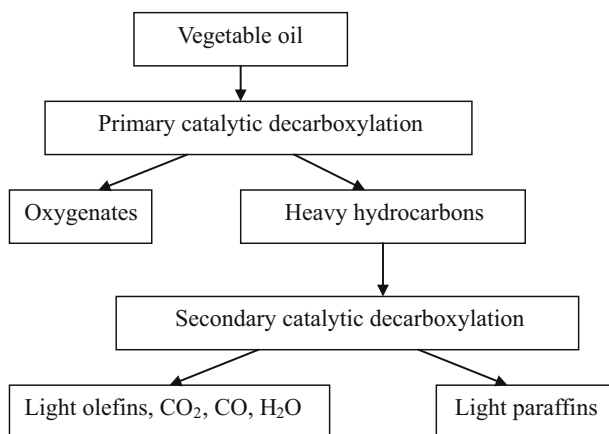 Vegetable oil
Primary catalytic decarboxylation
Oxygenates
Heavy hydrocarbons
Secondary catalytic decarboxylation
Light olefins, CO₂, CO, H₂O
Light paraffins